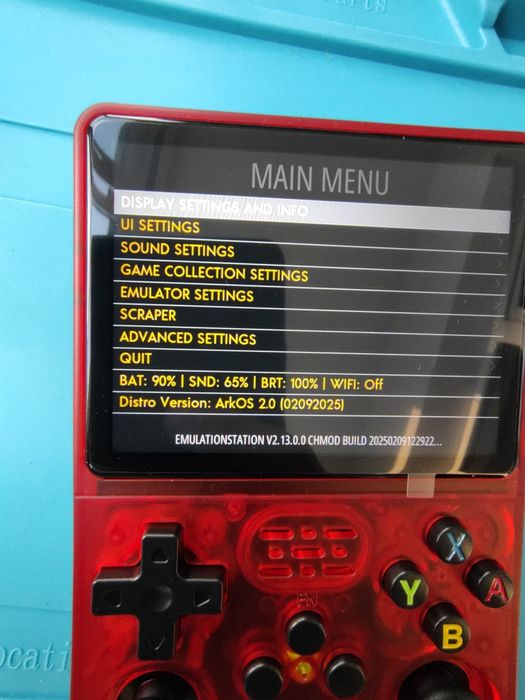 arts
MAIN MENU
DISPLAY SETTINGS AND INFO
UI SETTINGS
SOUND SETTINGS
GAME COLLECTION SETTINGS
EMULATOR SETTINGS
SCRAPER
ADVANCED SETTINGS
QUIT
BAT: 90% | SND: 65% | BRT: 100% | WIFI: Off
Distro Version: ArkOS 2.0 (02092025)
EMULATIONSTATION V2.13.0.0 CHMOD BUILD 20250209122922...
X
Y
A
B
FN
ocati